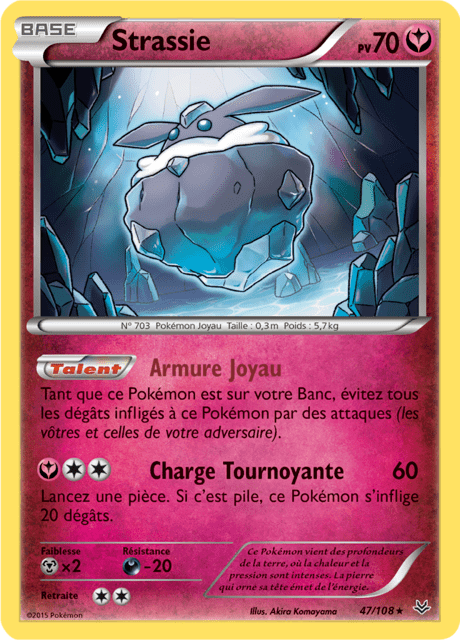 BASE Strassie PV70
N° 703 Pokémon Joyau Taille : 0,3 m Poids : 5,7 kg
Talent Armure Joyau
Tant que ce Pokémon est sur votre Banc, évitez tous
les dégâts infligés à ce Pokémon par des attaques (les
vôtres et celles de votre adversaire).
Charge Tournoyante 60
Lancez une pièce. Si c'est pile, ce Pokémon s'inflige
20 dégâts.
Faiblesse Résistance
×2 -20
Retraite
Ce Pokémon vient des profondeurs
de la terre, où la chaleur et la
pression sont intenses. La pierre
qui orne sa tête émet de l'énergie.
©2015 Pokémon Illus. Akira Komayama 47/108 ★